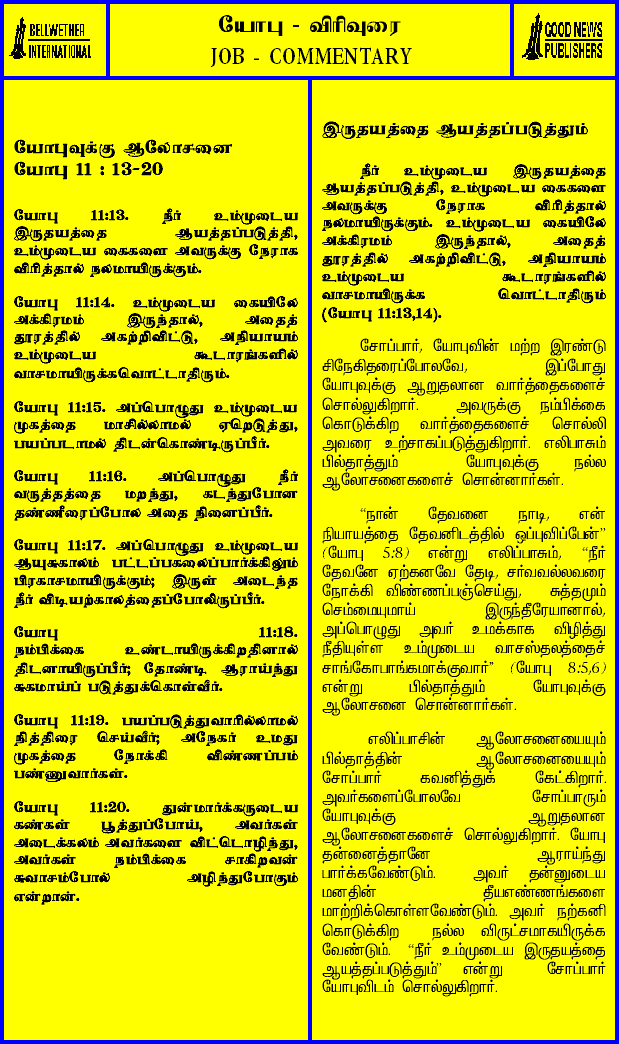 BELLWETHER
INTERNATIONAL
யோபு - விரிவுரை
JOB - COMMENTARY
GOOD NEWS
PUBLISHERS
யோபுவுக்கு ஆலோசனை
யோபு 11 : 13-20
யோபு 11:13. நீர் உம்முடைய
இருதயத்தை ஆயத்தப்படுத்தி,
உம்முடைய கைகளை அவருக்கு நேராக
விரித்தால் நலமாயிருக்கும்.
யோபு 11:14. உம்முடைய கையிலே
அக்கிரமம் இருந்தால், அதைத்
தூரத்தில் அகற்றிவிட்டு, அநியாயம்
உம்முடைய கூடாரங்களில்
வாசமாயிருக்கவொட்டாதிரும்.
யோபு 11:15. அப்பொழுது உம்முடைய
முகத்தை மாசில்லாமல் ஏறெடுத்து,
பயப்படாமல் திடன்கொண்டிருப்பீர்.
யோபு 11:16. அப்பொழுது நீர்
வருத்தத்தை மறந்து, கடந்துபோன
தண்ணீரைப்போல அதை நினைப்பீர்.
யோபு 11:17. அப்பொழுது உம்முடைய
ஆயுசுகாலம் பட்டப்பகலைப்பார்க்கிலும்
பிரகாசமாயிருக்கும்; இருள் அடைந்த
நீர் விடியற்காலத்தைப்போலிருப்பீர்.
யோபு 11:18.
நம்பிக்கை உண்டாயிருக்கிறதினால்
திடனாயிருப்பீர்; தோண்டி ஆராய்ந்து
சுகமாய்ப் படுத்துக்கொள்வீர்.
யோபு 11:19. பயப்படுத்துவாரில்லாமல்
நித்திரை செய்வீர்; அநேகர் உமது
முகத்தை நோக்கி விண்ணப்பம்
பண்ணுவார்கள்.
யோபு 11:20. துன்மார்க்கருடைய
கண்கள் பூத்துப்போய், அவர்கள்
அடைக்கலம் அவர்களை விட்டொழிந்து,
அவர்கள் நம்பிக்கை சாகிறவன்
சுவாசம்போல் அழிந்துபோகும்
என்றான்.
இருதயத்தை ஆயத்தப்படுத்தும்
நீர் உம்முடைய இருதயத்தை
ஆயத்தப்படுத்தி, உம்முடைய கைகளை
அவருக்கு நேராக விரித்தால்
நலமாயிருக்கும். உம்முடைய கையிலே
அக்கிரமம் இருந்தால், அதைத்
தூரத்தில் அகற்றிவிட்டு, அநியாயம்
உம்முடைய கூடாரங்களில்
வாசமாயிருக்க வொட்டாதிரும்
(யோபு 11:13,14).
சோப்பார், யோபுவின் மற்ற இரண்டு
சிநேகிதரைப்போலவே, இப்போது
யோபுவுக்கு ஆறுதலான வார்த்தைகளைச்
சொல்லுகிறார். அவருக்கு நம்பிக்கை
கொடுக்கிற வார்த்தைகளைச் சொல்லி
அவரை உற்சாகப்படுத்துகிறார். எலிபாசும்
பில்தாத்தும் யோபுவுக்கு நல்ல
ஆலோசனைகளைச் சொன்னார்கள்.
“நான் தேவனை நாடி, என்
நியாயத்தை தேவனிடத்தில் ஒப்புவிப்பேன்”
(யோபு 5:8) என்று எலிப்பாசும், “நீர்
தேவனை ஏற்கனவே தேடி, சர்வவல்லவரை
நோக்கி விண்ணப்பஞ்செய்து, சுத்தமும்
செம்மையுமாய் இருந்தீரேயானால்,
அப்பொழுது அவர் உமக்காக விழித்து
நீதியுள்ள உம்முடைய வாசஸ்தலத்தைச்
சாங்கோபாங்கமாக்குவார்” (யோபு 8:5,6)
என்று பில்தாத்தும் யோபுவுக்கு
ஆலோசனை சொன்னார்கள்.
எலிப்பாசின் ஆலோசனையையும்
பில்தாத்தின் ஆலோசனையையும்
சோப்பார் கவனித்துக் கேட்கிறார்.
அவர்களைப்போலவே சோப்பாரும்
யோபுவுக்கு ஆறுதலான
ஆலோசனைகளைச் சொல்லுகிறார். யோபு
தன்னைத்தானே ஆராய்ந்து
பார்க்கவேண்டும். அவர் தன்னுடைய
மனதின் தீயஎண்ணங்களை
மாற்றிக்கொள்ளவேண்டும். அவர் நற்கனி
கொடுக்கிற நல்ல விருட்சமாகயிருக்க
வேண்டும். “நீர் உம்முடைய இருதயத்தை
ஆயத்தப்படுத்தும்” என்று சோப்பார்
யோபுவிடம் சொல்லுகிறார்.